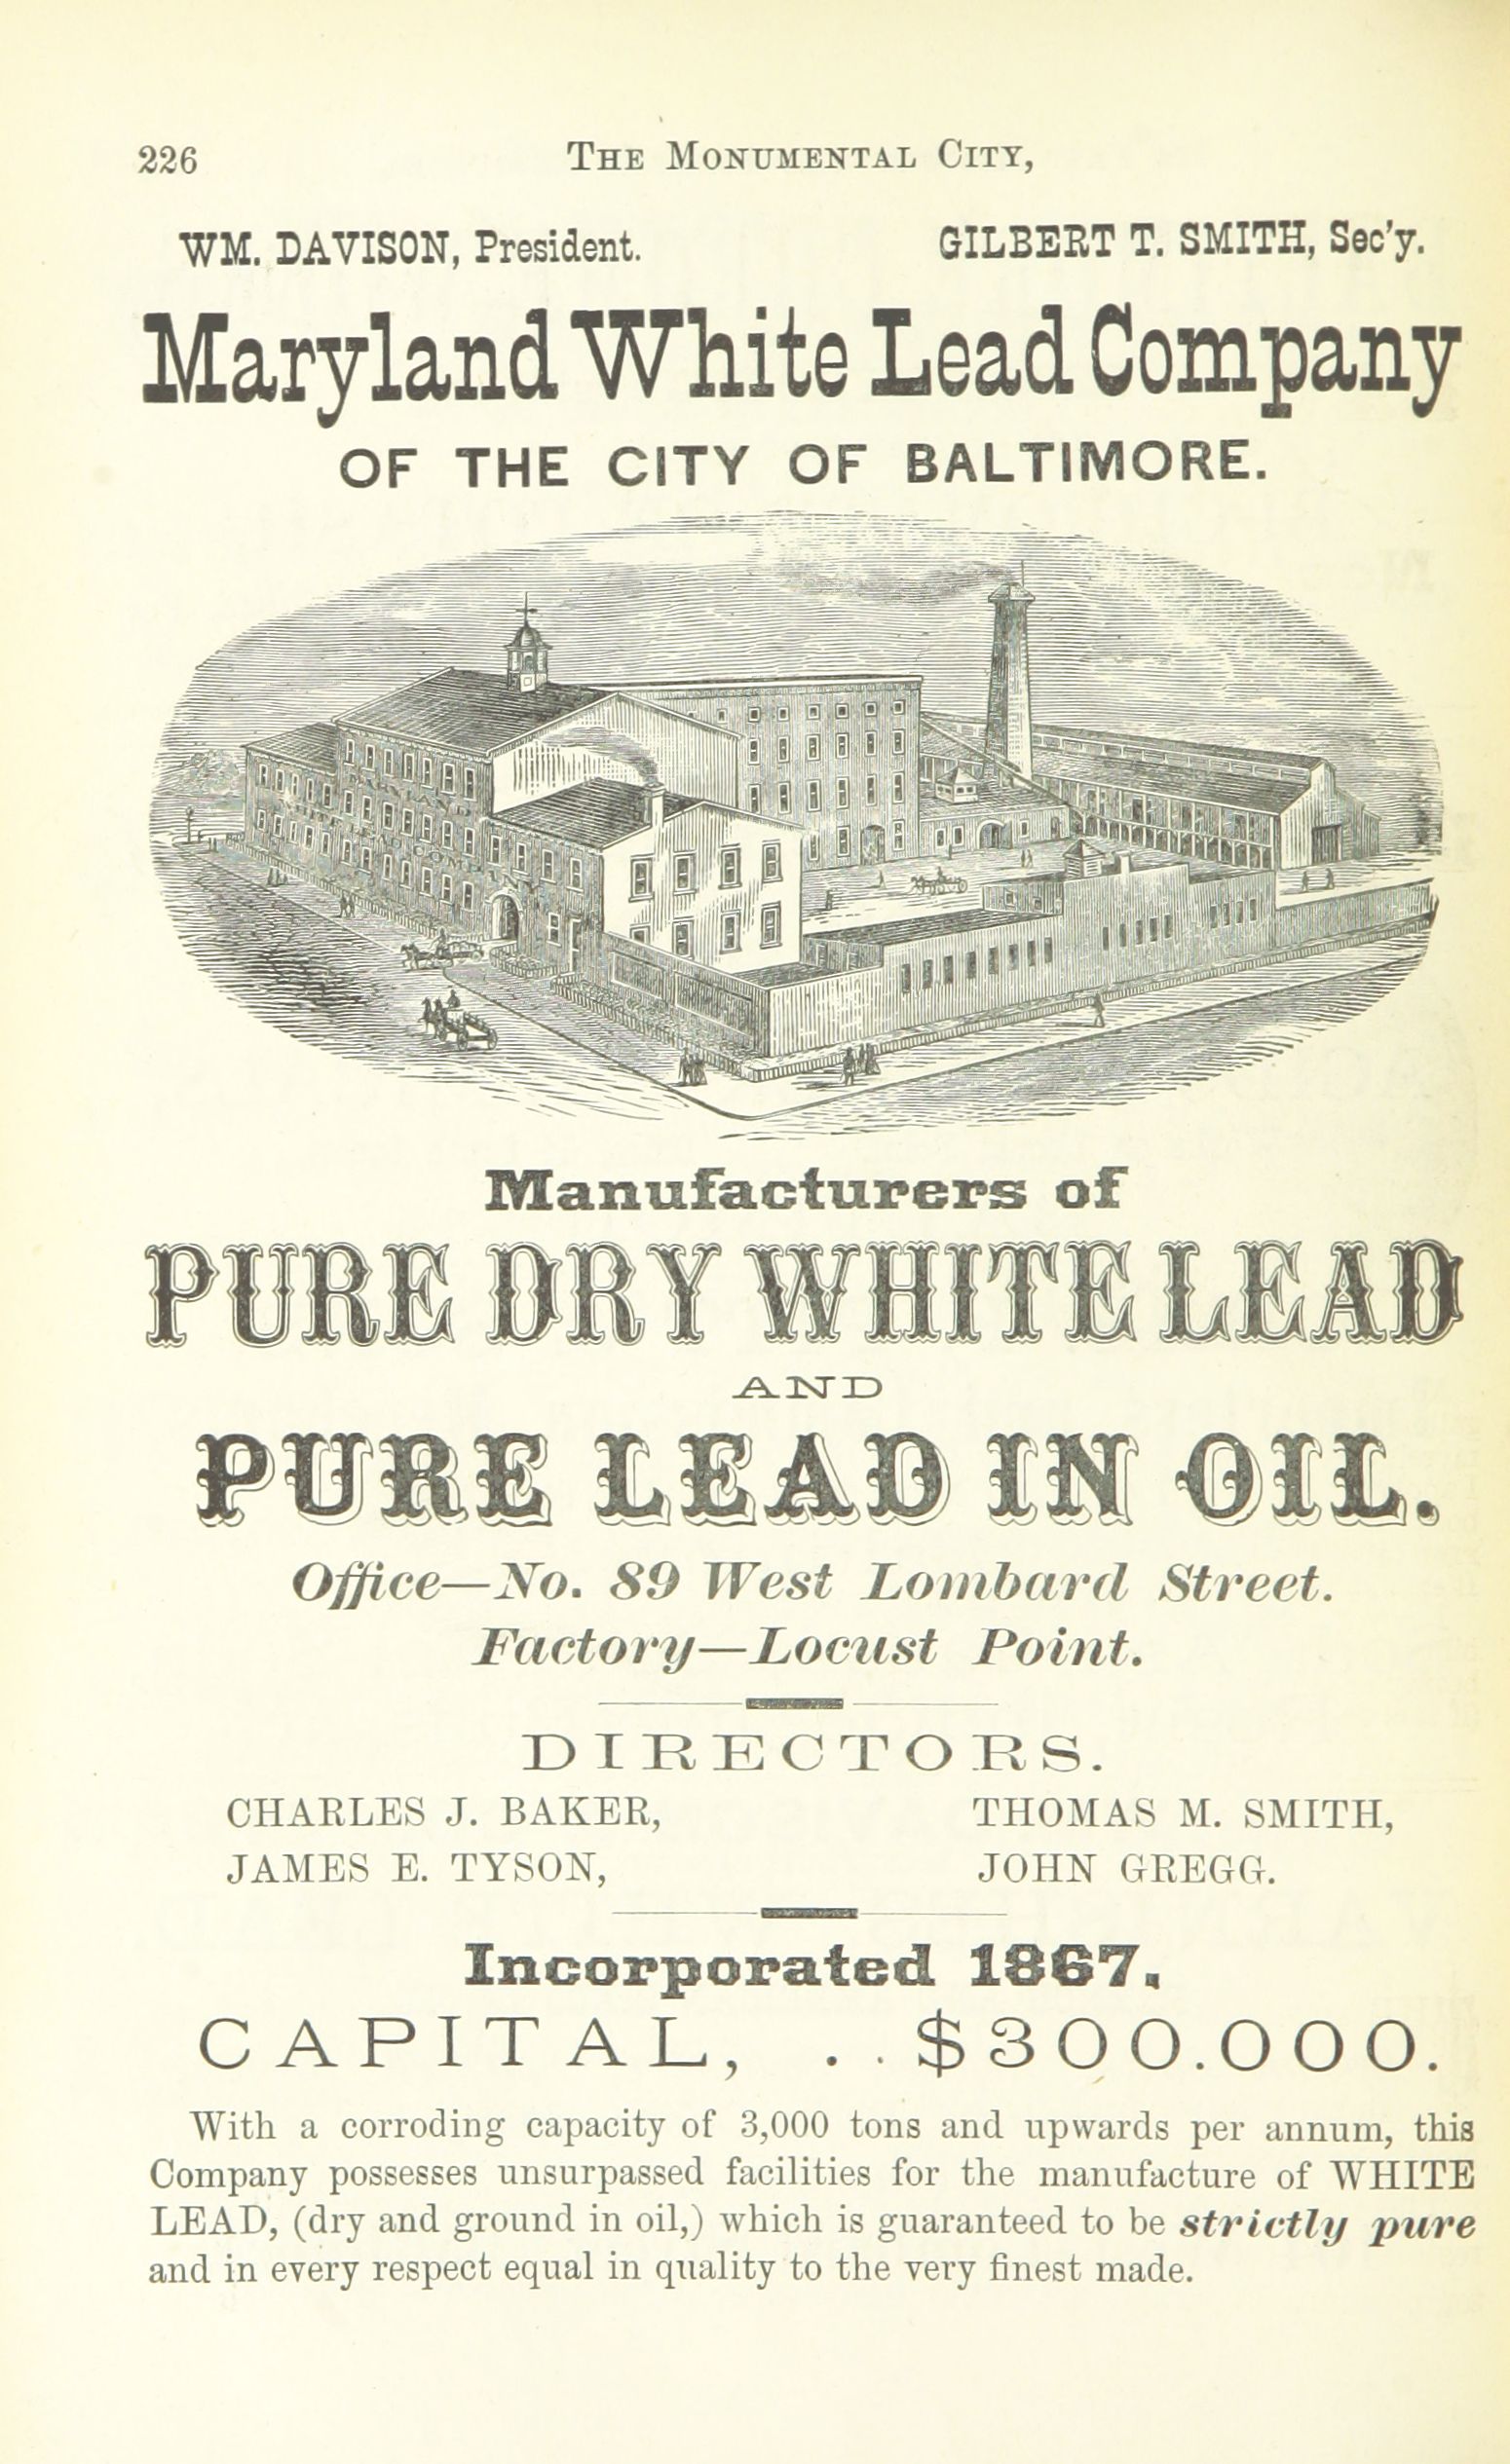 226
THE MONUMENTAL CITY,
WM. DAVISON, President.
GILBERT T. SMITH, Sec'y.
Maryland White Lead Company
OF THE CITY OF BALTIMORE.
MARYLAND
WHITE LEAD COMPANY
Manufacturers of
PURE DRY WHITE LEAD
AND
PURE LEAD IN OIL.
Office—No. 89 West Lombard Street.
Factory—Locust Point.
DIRECTORS.
CHARLES J. BAKER,
THOMAS M. SMITH,
JAMES E. TYSON,
JOHN GREGG.
Incorporated 1867.
CAPITAL, . . $300.000.
With a corroding capacity of 3,000 tons and upwards per annum, this
Company possesses unsurpassed facilities for the manufacture of WHITE
LEAD, (dry and ground in oil,) which is guaranteed to be strictly pure
and in every respect equal in quality to the very finest made.